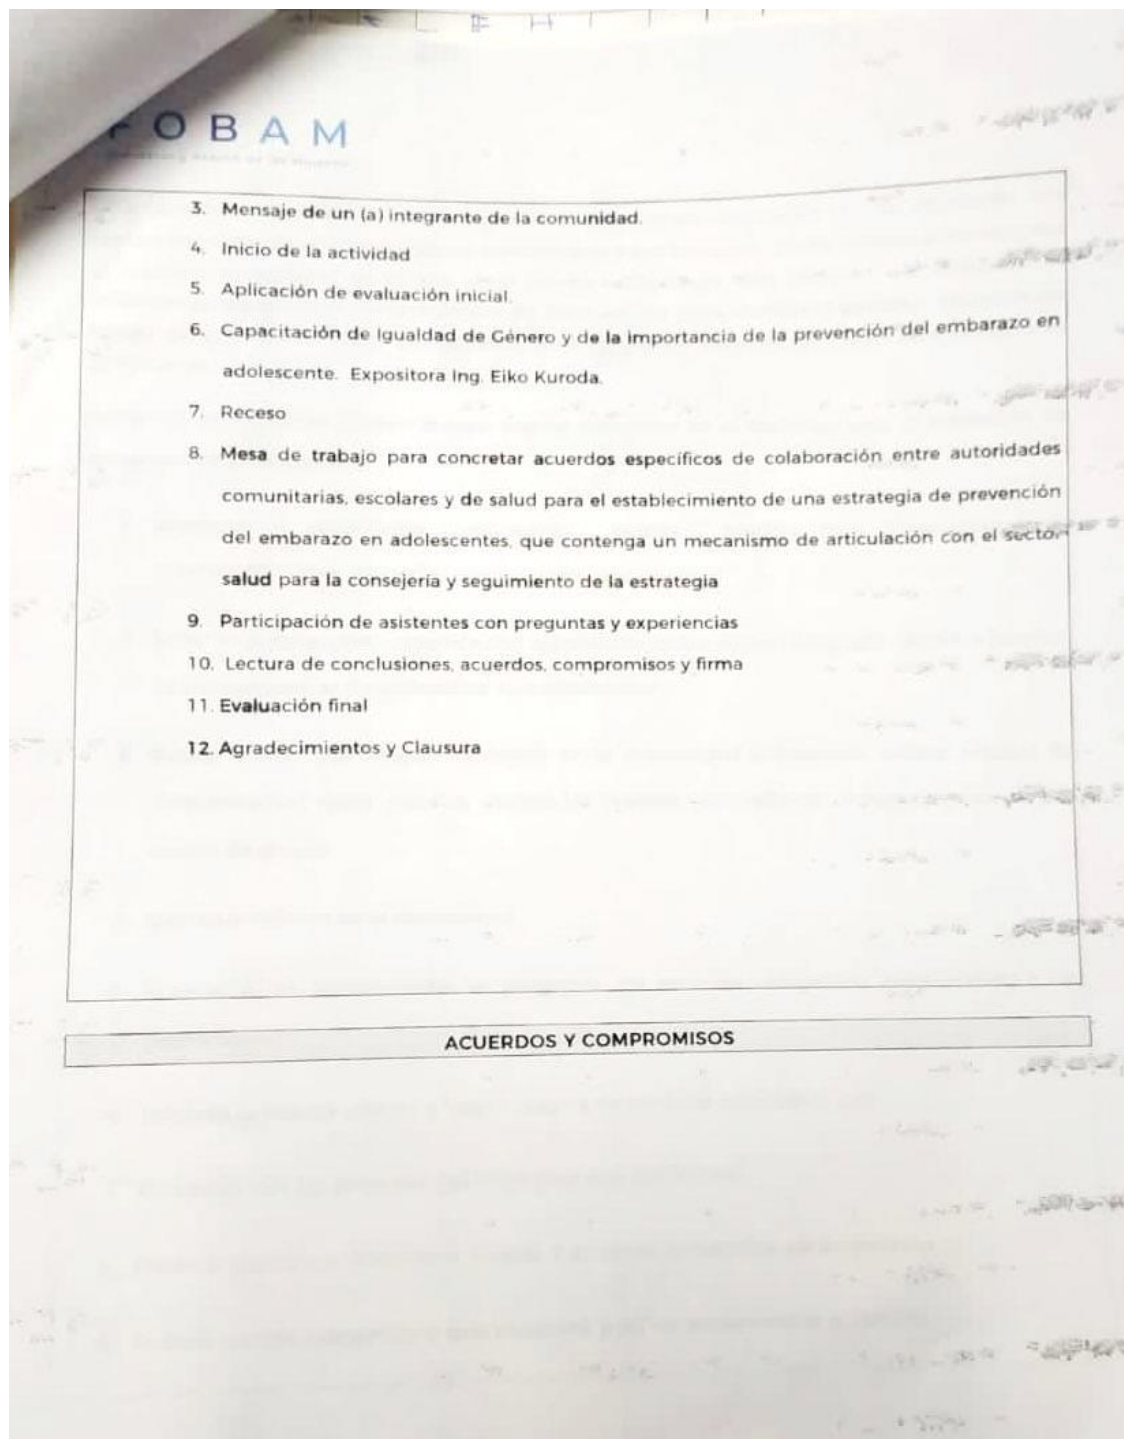 OBAM
3. Mensaje de un (a) integrante de la comunidad.
4. Inicio de la actividad
5. Aplicación de evaluación inicial.
6. Capacitación de Igualdad de Género y de la importancia de la prevención del embarazo en
adolescente. Expositora Ing. Eiko Kuroda.
7. Receso
8. Mesa de trabajo para concretar acuerdos específicos de colaboración entre autoridades
comunitarias, escolares y de salud para el establecimiento de una estrategia de prevención
del embarazo en adolescentes, que contenga un mecanismo de articulación con el sector
salud para la consejería y seguimiento de la estrategia
9. Participación de asistentes con preguntas y experiencias
10. Lectura de conclusiones, acuerdos, compromisos y firma
11. Evaluación final
12. Agradecimientos y Clausura
ACUERDOS Y COMPROMISOS